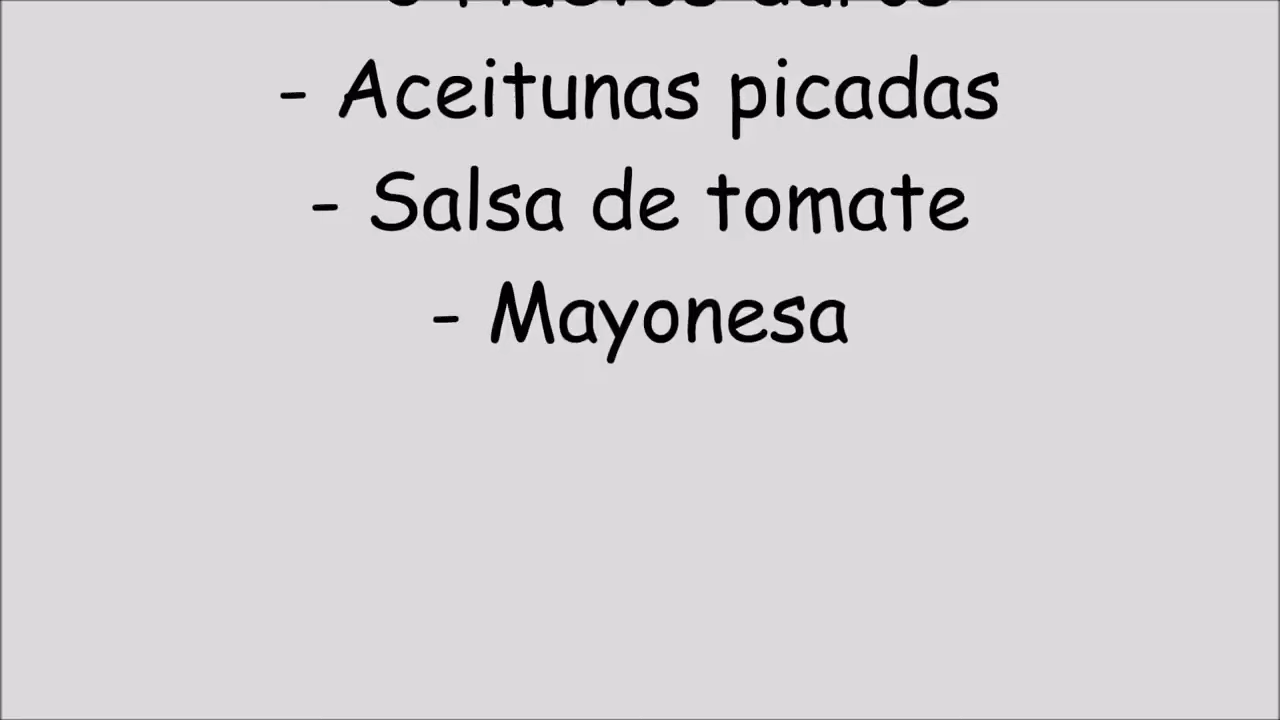 - Aceitunas picadas
- Salsa de tomate
- Mayonesa